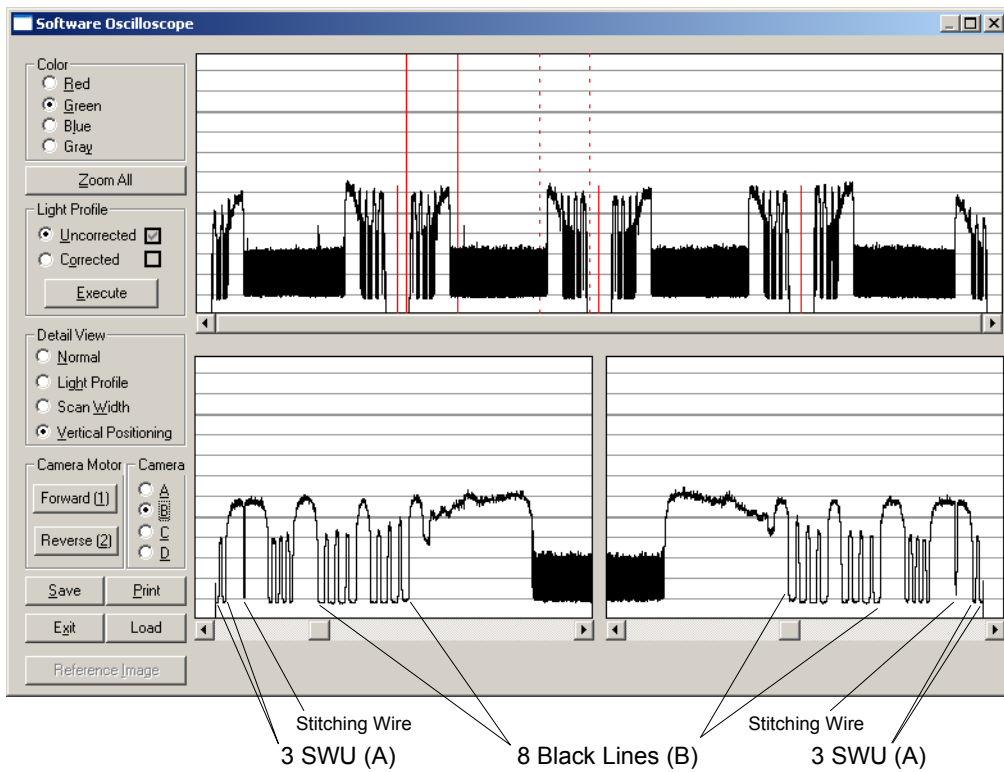 Software Oscilloscope
Color
Red
Green
Blue
Gray
Zoom All
Light Profile
Uncorrected
Corrected
Execute
Detail View
Normal
Light Profile
Scan Width
Vertical Positioning
Camera Motor
Camera
Forward (1)
Reverse (2)
A
B
C
D
Save
Print
Exit
Load
Reference Image
Stitching Wire
Stitching Wire
3 SWU (A)
8 Black Lines (B)
3 SWU (A)